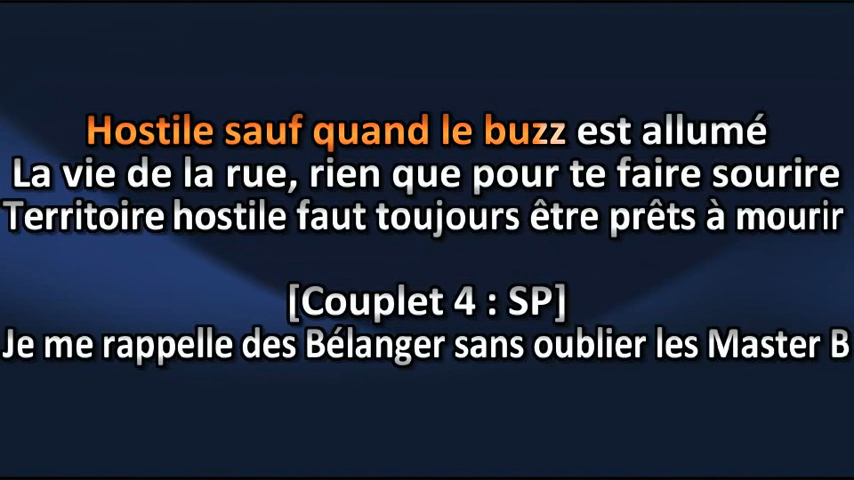 Hostile sauf quand le buzz est allumé
La vie de la rue, rien que pour te faire sourire
Territoire hostile faut toujours être prêts à mourir
[Couplet 4 : SP]
Je me rappelle des Bélanger sans oublier les Master B